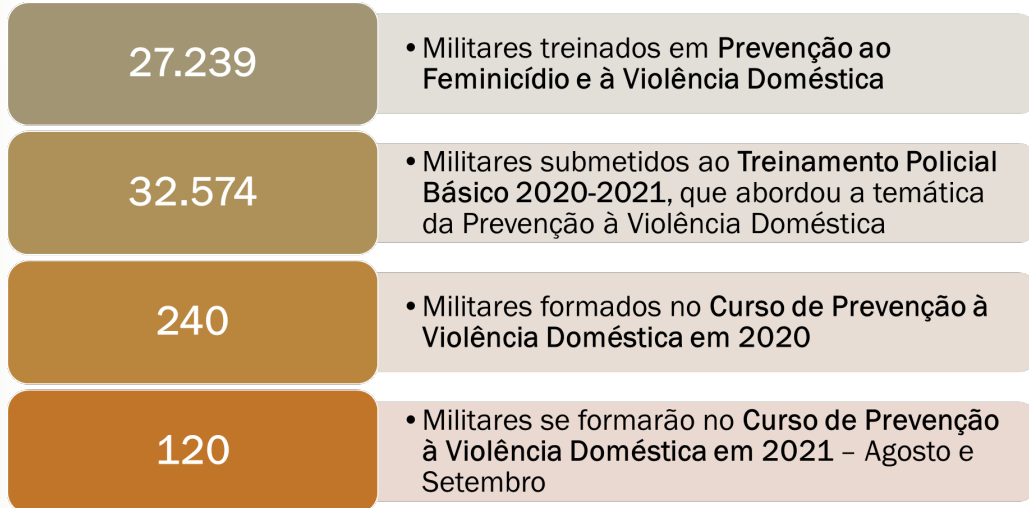 27.239
• Militares treinados em Prevenção ao
Feminicídio e à Violência Doméstica
32.574
• Militares submetidos ao Treinamento Policial
Básico 2020-2021, que abordou a temática
da Prevenção à Violência Doméstica
240
• Militares formados no Curso de Prevenção à
Violência Doméstica em 2020
120
• Militares se formarão no Curso de Prevenção
à Violência Doméstica em 2021 – Agosto e
Setembro